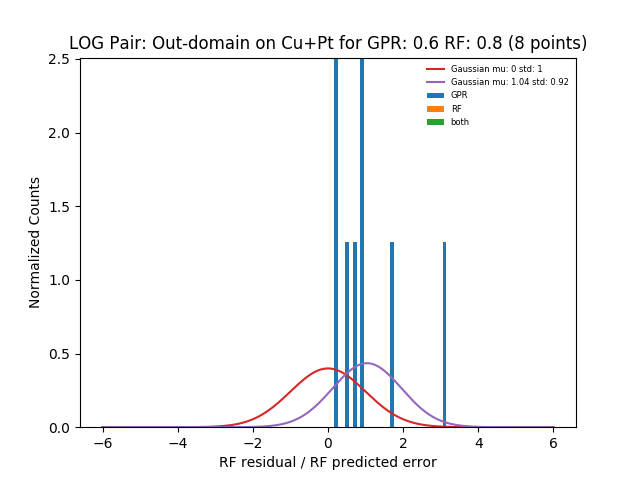 LOG Pair: Out-domain on Cu+Pt for GPR: 0.6 RF: 0.8 (8 points)
Gaussian mu: 0 std: 1
Gaussian mu: 1.04 std: 0.92
GPR
RF
both
Normalized Counts
2.5
2.0
1.5
1.0
0.5
0.0
−6 −4 −2 0 2 4 6
RF residual / RF predicted error